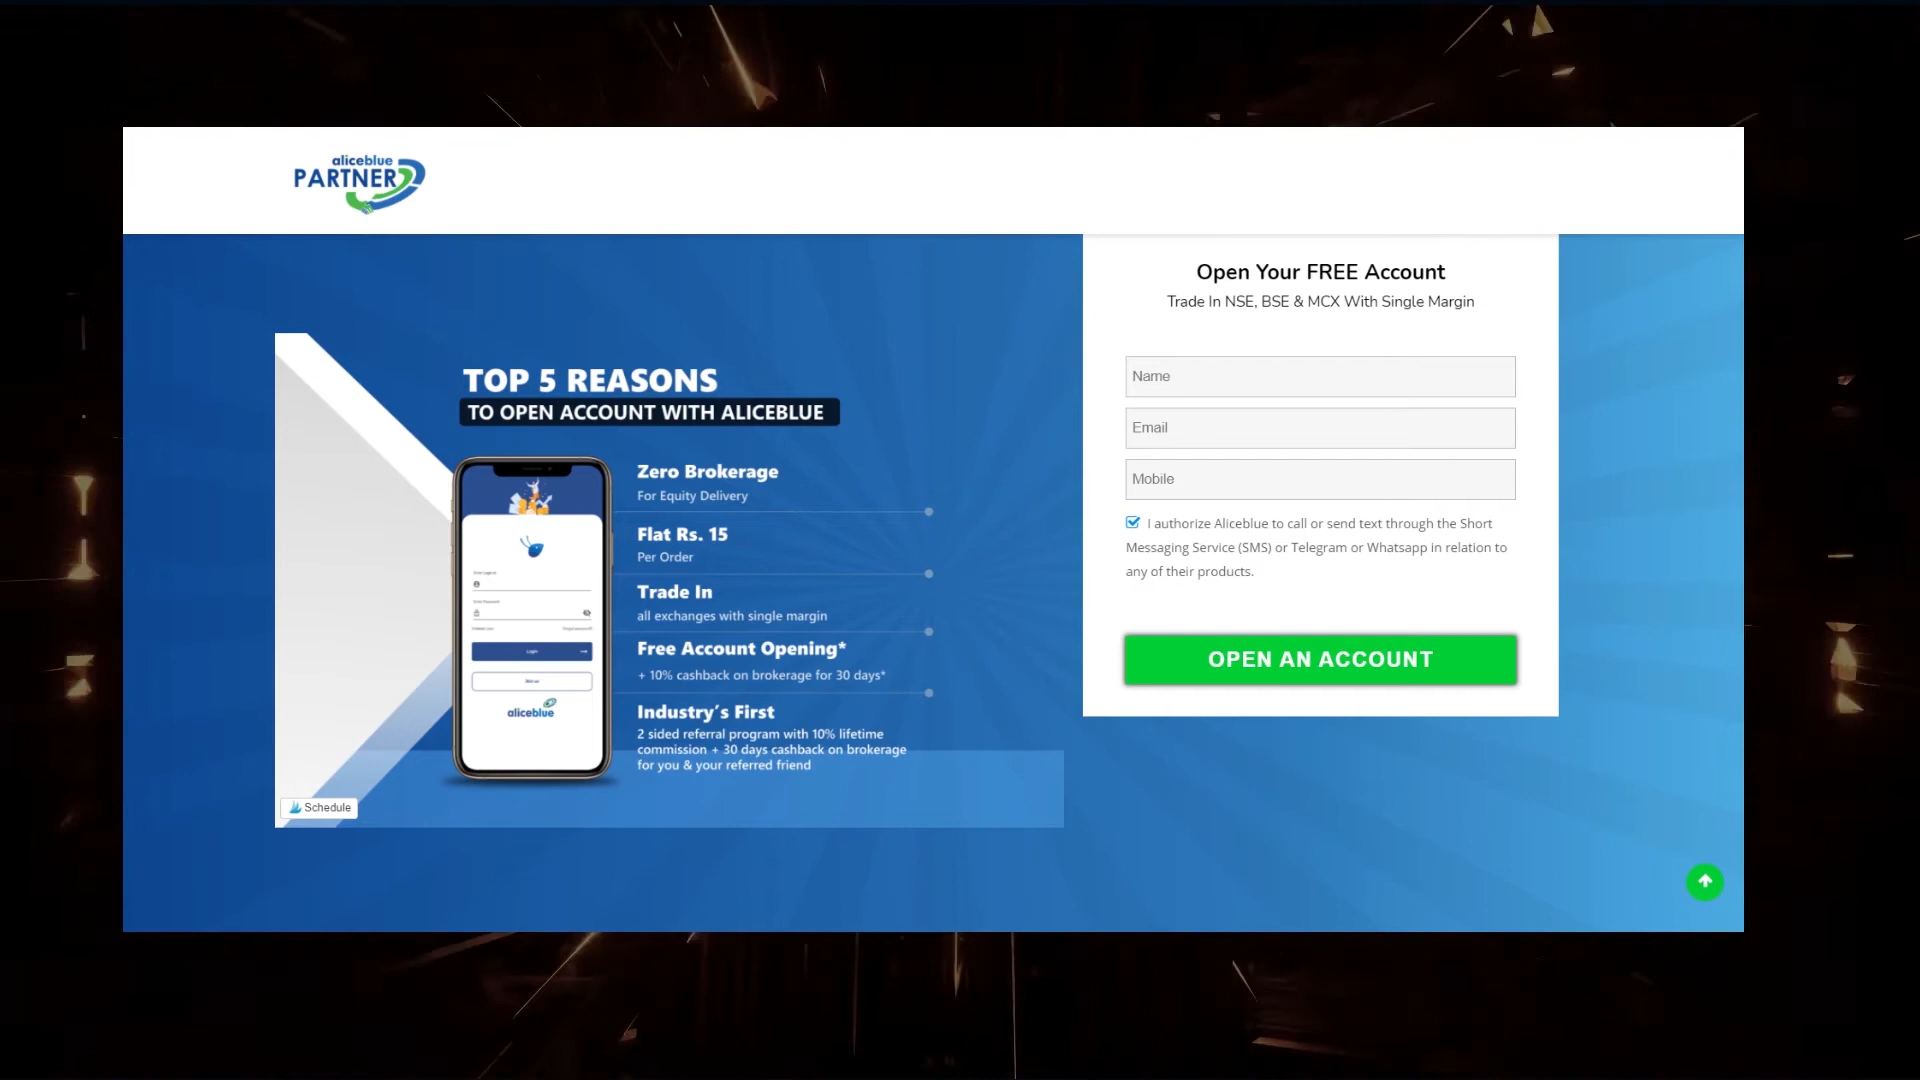 aliceblue
PARTNER
Open Your FREE Account
Trade In NSE, BSE & MCX With Single Margin
Name
Email
Mobile
I authorize Aliceblue to call or send text through the Short
Messaging Service (SMS) or Telegram or Whatsapp in relation to
any of their products.
OPEN AN ACCOUNT
TOP 5 REASONS
TO OPEN ACCOUNT WITH ALICEBLUE
Zero Brokerage
For Equity Delivery
Flat Rs. 15
Per Order
Trade In
all exchanges with single margin
Free Account Opening*
+ 10% cashback on brokerage for 30 days*
Industry's First
2 sided referral program with 10% lifetime
commission + 30 days cashback on brokerage
for you & your referred friend
Login
aliceblue
Schedule